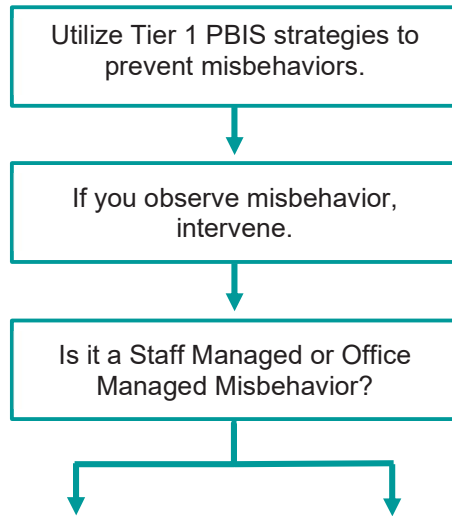 Utilize Tier 1 PBIS strategies to
prevent misbehaviors.
If you observe misbehavior,
intervene.
Is it a Staff Managed or Office
Managed Misbehavior?